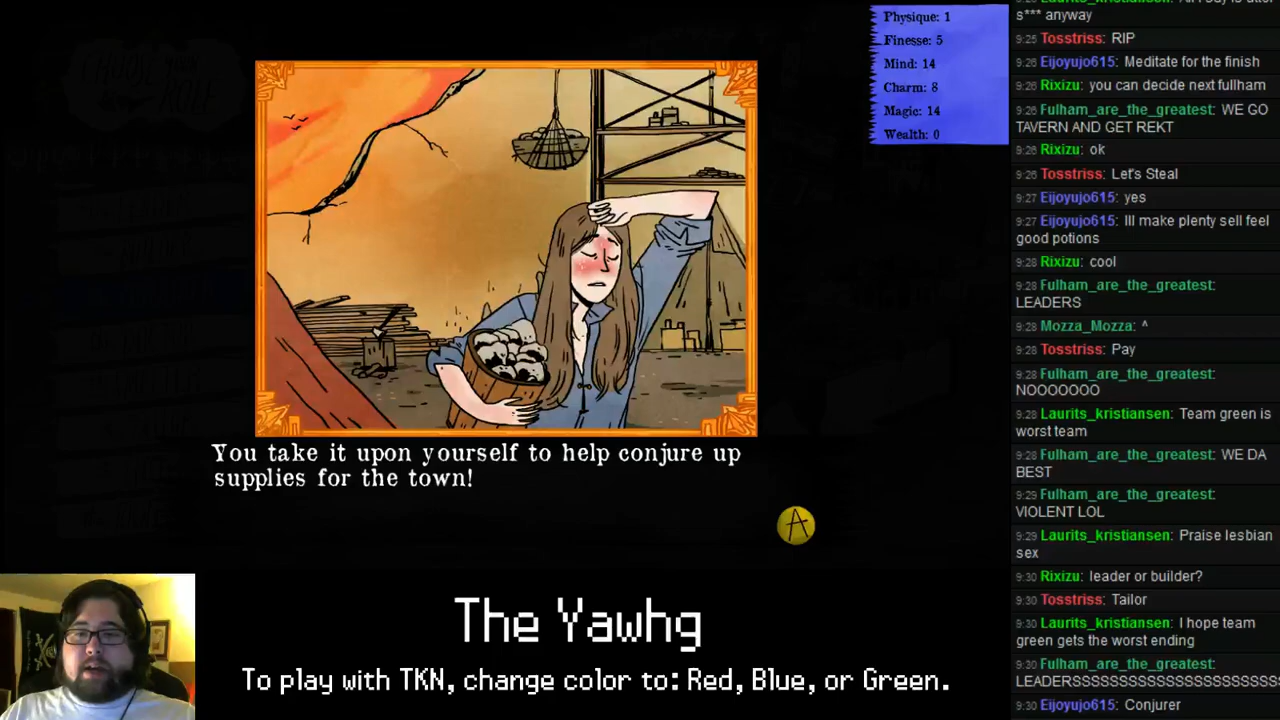 Physique: 1
Finesse: 5
Mind: 14
Charm: 8
Magic: 14
Wealth: 0
You take it upon yourself to help conjure up
supplies for the town!
A
The Yawhg
To play with TKN, change color to: Red, Blue, or Green.
s*** anyway
9:25 Tosstriss: RIP
9:26 Eijoyujo615: Meditate for the finish
9:26 Rixizu: you can decide next fullham
9:26 Fulham_are_the_greatest: WE GO
TAVERN AND GET REKT
9:26 Rixizu: ok
9:26 Tosstriss: Let's Steal
9:27 Eijoyujo615: yes
9:27 Eijoyujo615: Ill make plenty sell feel
good potions
9:28 Rixizu: cool
9:28 Fulham_are_the_greatest:
LEADERS
9:28 Mozza_Mozza: ^
9:28 Tosstriss: Pay
9:28 Fulham_are_the_greatest:
NOOOOOOO
9:28 Laurits_kristiansen: Team green is
worst team
9:28 Fulham_are_the_greatest: WE DA
BEST
9:29 Fulham_are_the_greatest:
VIOLENT LOL
9:29 Laurits_kristiansen: Praise lesbian
sex
9:30 Rixizu: leader or builder?
9:30 Tosstriss: Tailor
9:30 Laurits_kristiansen: I hope team
green gets the worst ending
9:30 Fulham_are_the_greatest:
LEADERSSSSSSSSSSSSSSSSSSSSSS
9:30 Eijoyujo615: Conjurer